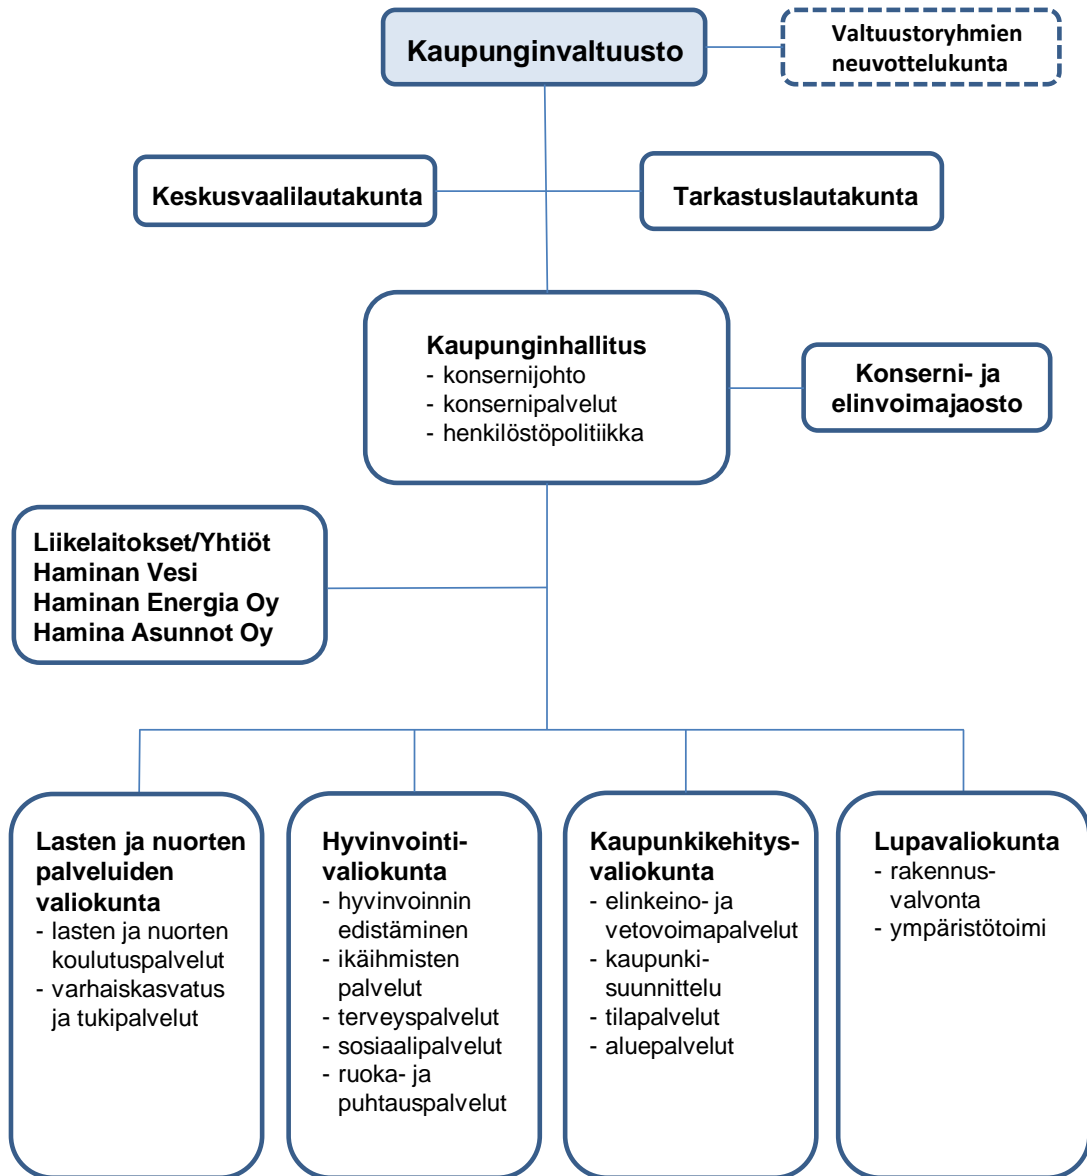 Kaupunginvaltuusto
Valtuustoryhmien
neuvottelukunta
Keskusvaalilautakunta
Tarkastuslautakunta
Kaupunginhallitus
- konsernijohto
- konsernipalvelut
- henkilöstöpolitiikka
Konserni- ja
elinvoimajaosto
Liikelaitokset/Yhtiöt
Haminan Vesi
Haminan Energia Oy
Hamina Asunnot Oy
Lasten ja nuorten
palveluiden
valiokunta
- lasten ja nuorten
koulutuspalvelut
- varhaiskasvatus
ja tukipalvelut
Hyvinvointi-
valiokunta
- hyvinvoinnin
edistäminen
- ikäihmisten
palvelut
- terveyspalvelut
- sosiaalipalvelut
- ruoka- ja
puhtauspalvelut
Kaupunkikehitys-
valiokunta
- elinkeino- ja
vetovoimapalvelut
- kaupunki-
suunnittelu
- tilapalvelut
- aluepalvelut
Lupavaliokunta
- rakennus-
valvonta
- ympäristötoimi